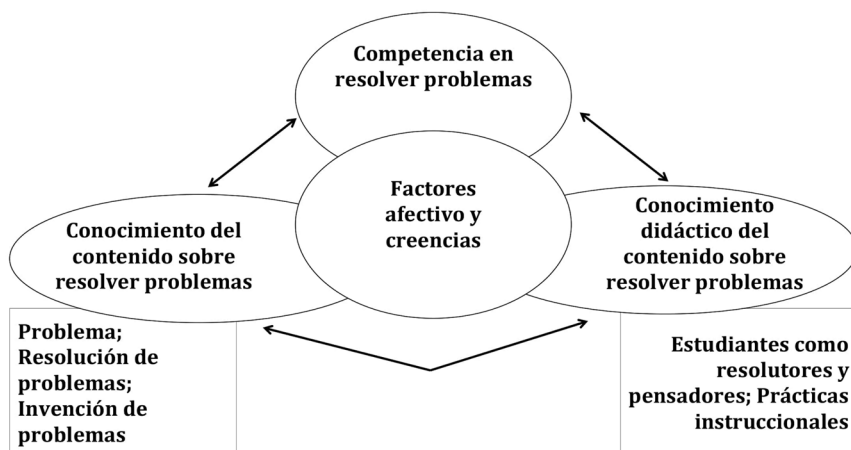 Competencia en
resolver problemas
Factores
afectivo y
creencias
Conocimiento del
contenido sobre
resolver problemas
Conocimiento
didáctico del
contenido sobre
resolver problemas
Problema;
Resolución de
problemas;
Invención de
problemas
Estudiantes como
resolutores y
pensadores; Prácticas
instruccionales